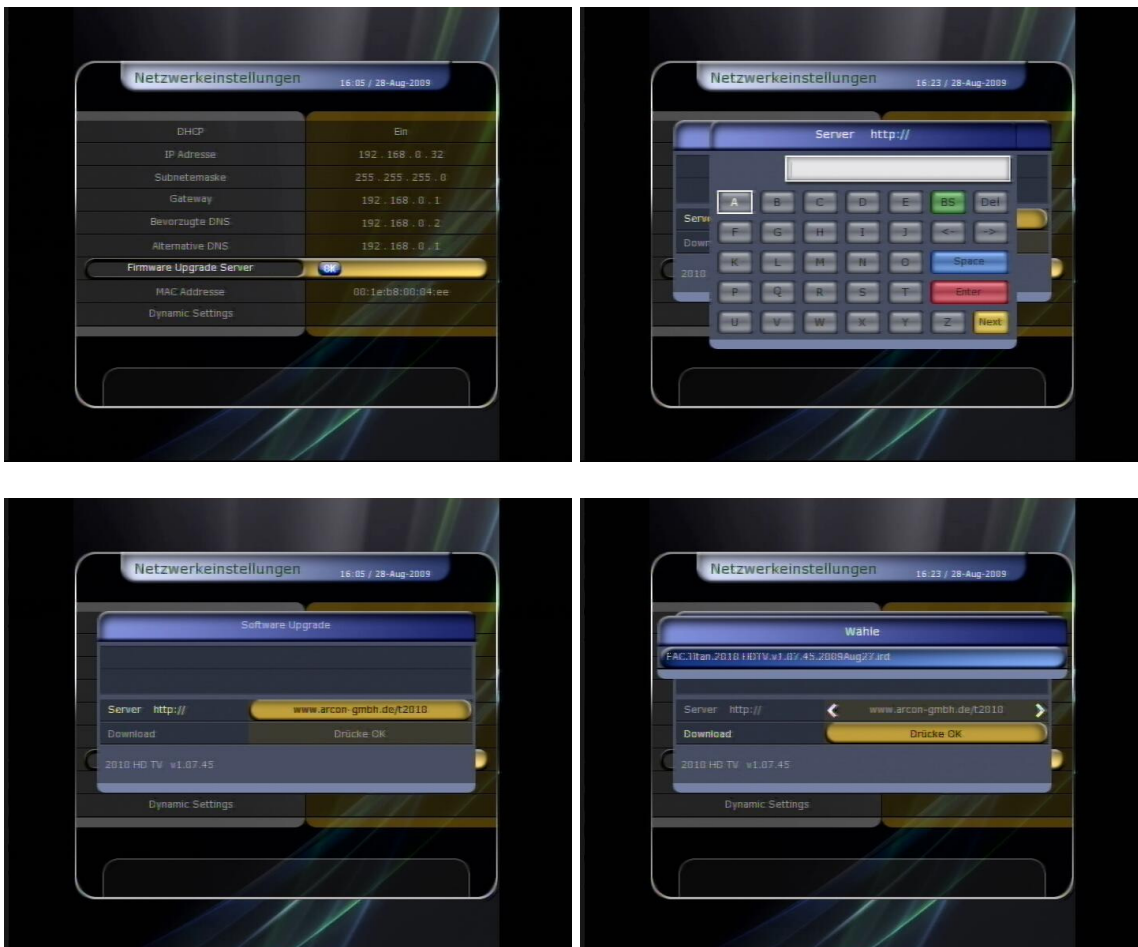 Netzwerkeinstellungen 16:05 / 28-Aug-2009
DHCP Ein
IP Adresse 192 . 168 . 0 . 32
Subnetemaske 255 . 255 . 255 . 0
Gateway 192 . 168 . 0 . 1
Bevorzugte DNS 192 . 168 . 0 . 2
Alternative DNS 192 . 168 . 0 . 1
Firmware Upgrade Server OK
MAC Addresse 00:1e:b8:00:04:ee
Dynamic Settings
Netzwerkeinstellungen 16:23 / 28-Aug-2009
Server http://
A B C D E BS Del
Serve
F G H I J <- ->
Down
K L M N O Space
2010
P Q R S T Enter
U V W X Y Z Next
Netzwerkeinstellungen 16:05 / 28-Aug-2009
Software Upgrade
Server http:// www.arcon-gmbh.de/t2010
Download Drücke OK
2010 HD TV v1.07.45
Dynamic Settings
Netzwerkeinstellungen 16:23 / 28-Aug-2009
Wähle
FAC.Titan.2010 HDTV.v1.07.45.2009Aug27.ird
Server http:// www.arcon-gmbh.de/t2010
Download Drücke OK
2010 HD TV v1.07.45
Dynamic Settings